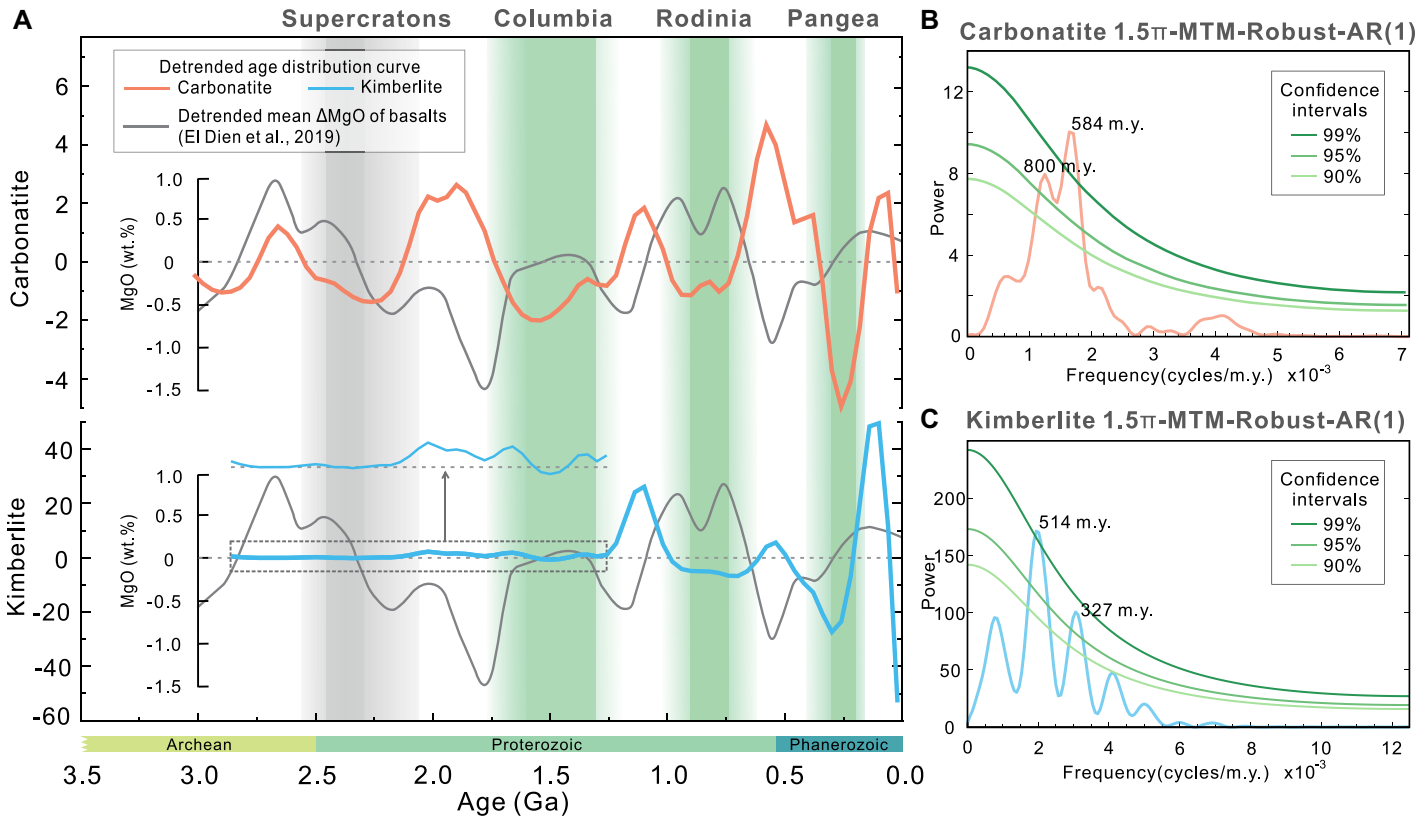 A
Supercratons
Columbia
Rodinia
Pangea
Detrended age distribution curve
Carbonatite
Kimberlite
Detrended mean ΔMgO of basalts
(El Dien et al., 2019)
Carbonatite
6
4
2
0
-2
-4
MgO (wt.%)
1.0
0.5
0
-0.5
-1.0
-1.5
Kimberlite
40
20
0
-20
-40
-60
MgO (wt.%)
1.0
0.5
0
-0.5
-1.0
-1.5
Archean
Proterozoic
Phanerozoic
3.5
3.0
2.5
2.0
1.5
1.0
0.5
0.0
Age (Ga)
B
Carbonatite 1.5π-MTM-Robust-AR(1)
Power
12
8
4
0
584 m.y.
800 m.y.
Confidence
intervals
99%
95%
90%
0
1
2
3
4
5
6
7
Frequency(cycles/m.y.) x10⁻³
C
Kimberlite 1.5π-MTM-Robust-AR(1)
Power
200
150
100
50
0
514 m.y.
327 m.y.
Confidence
intervals
99%
95%
90%
0
2
4
6
8
10
12
Frequency(cycles/m.y.) x10⁻³